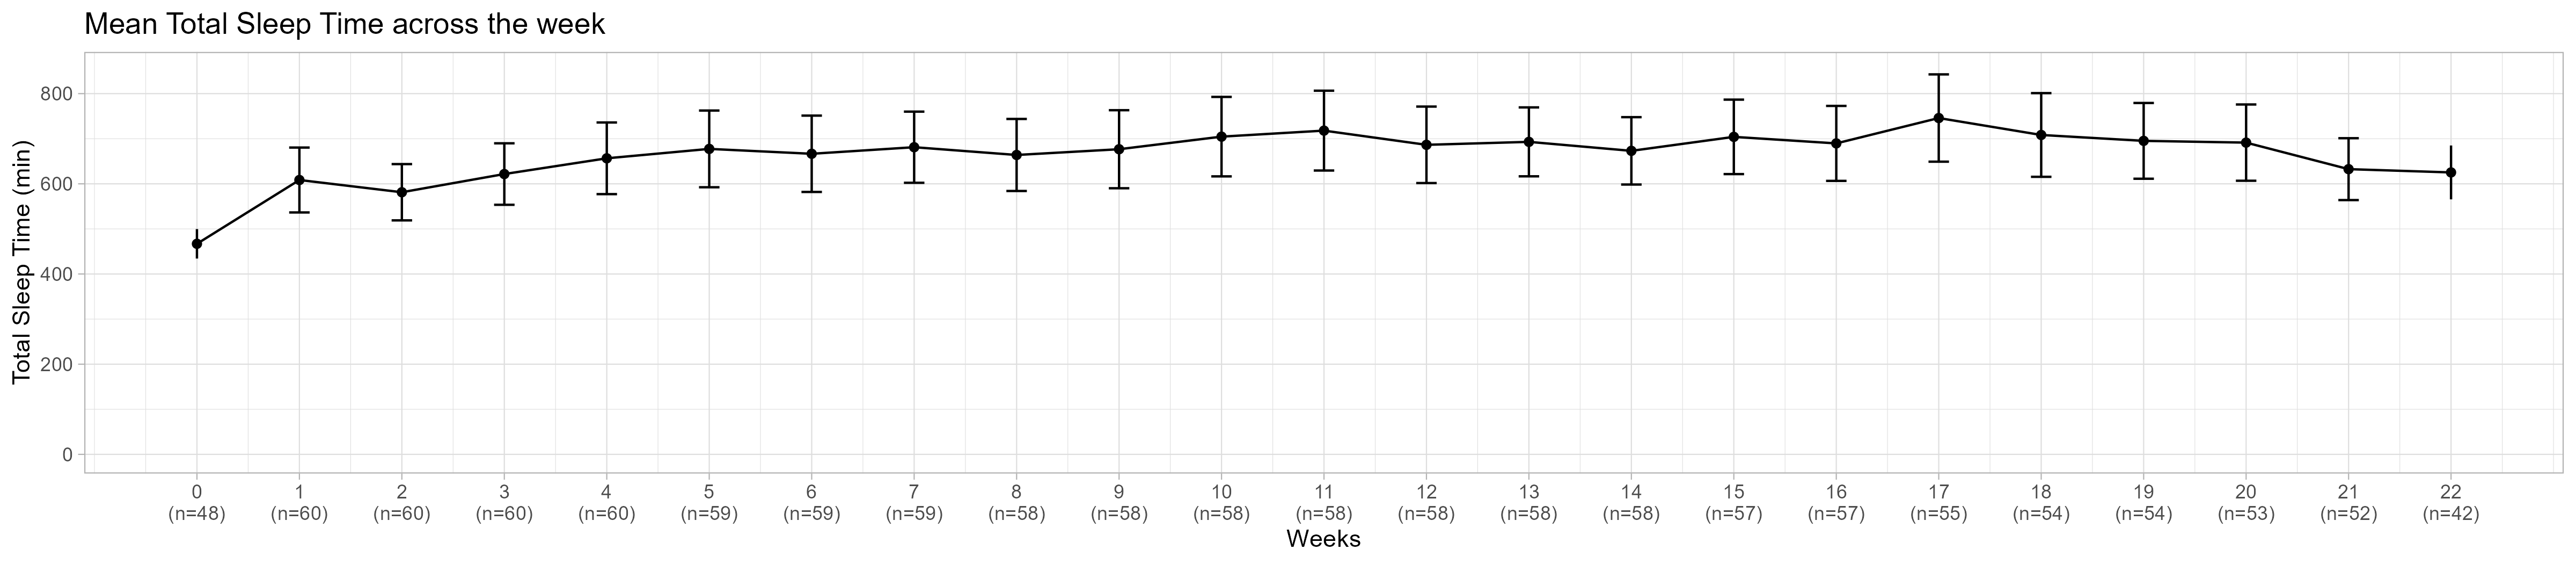 Mean Total Sleep Time across the week
Total Sleep Time (min)
800
600
400
200
0
0 1 2 3 4 5 6 7 8 9 10 11 12 13 14 15 16 17 18 19 20 21 22
(n=48) (n=60) (n=60) (n=60) (n=60) (n=59) (n=59) (n=59) (n=58) (n=58) (n=58) (n=58) (n=58) (n=58) (n=58) (n=57) (n=57) (n=55) (n=54) (n=54) (n=53) (n=52) (n=42)
Weeks